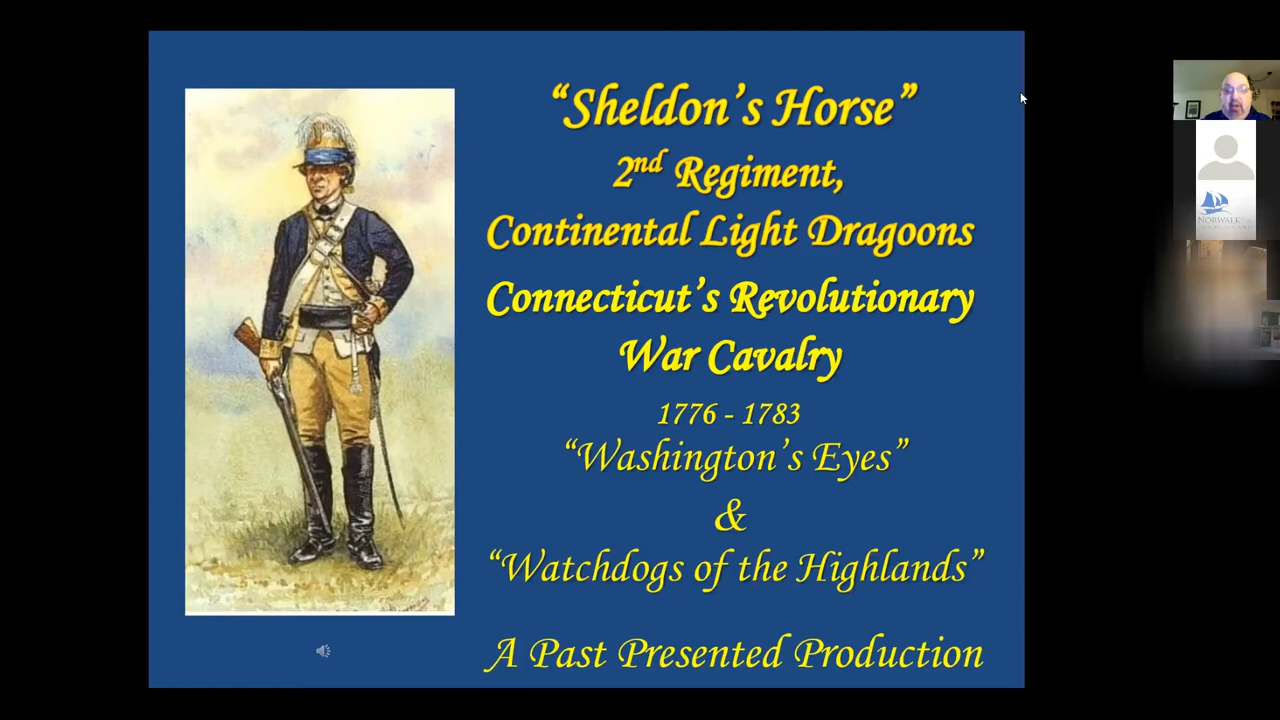 “Sheldon’s Horse”
2nd Regiment,
Continental Light Dragoons
Connecticut’s Revolutionary
War Cavalry
1776 - 1783
“Washington’s Eyes”
&
“Watchdogs of the Highlands”
A Past Presented Production
NORWALK